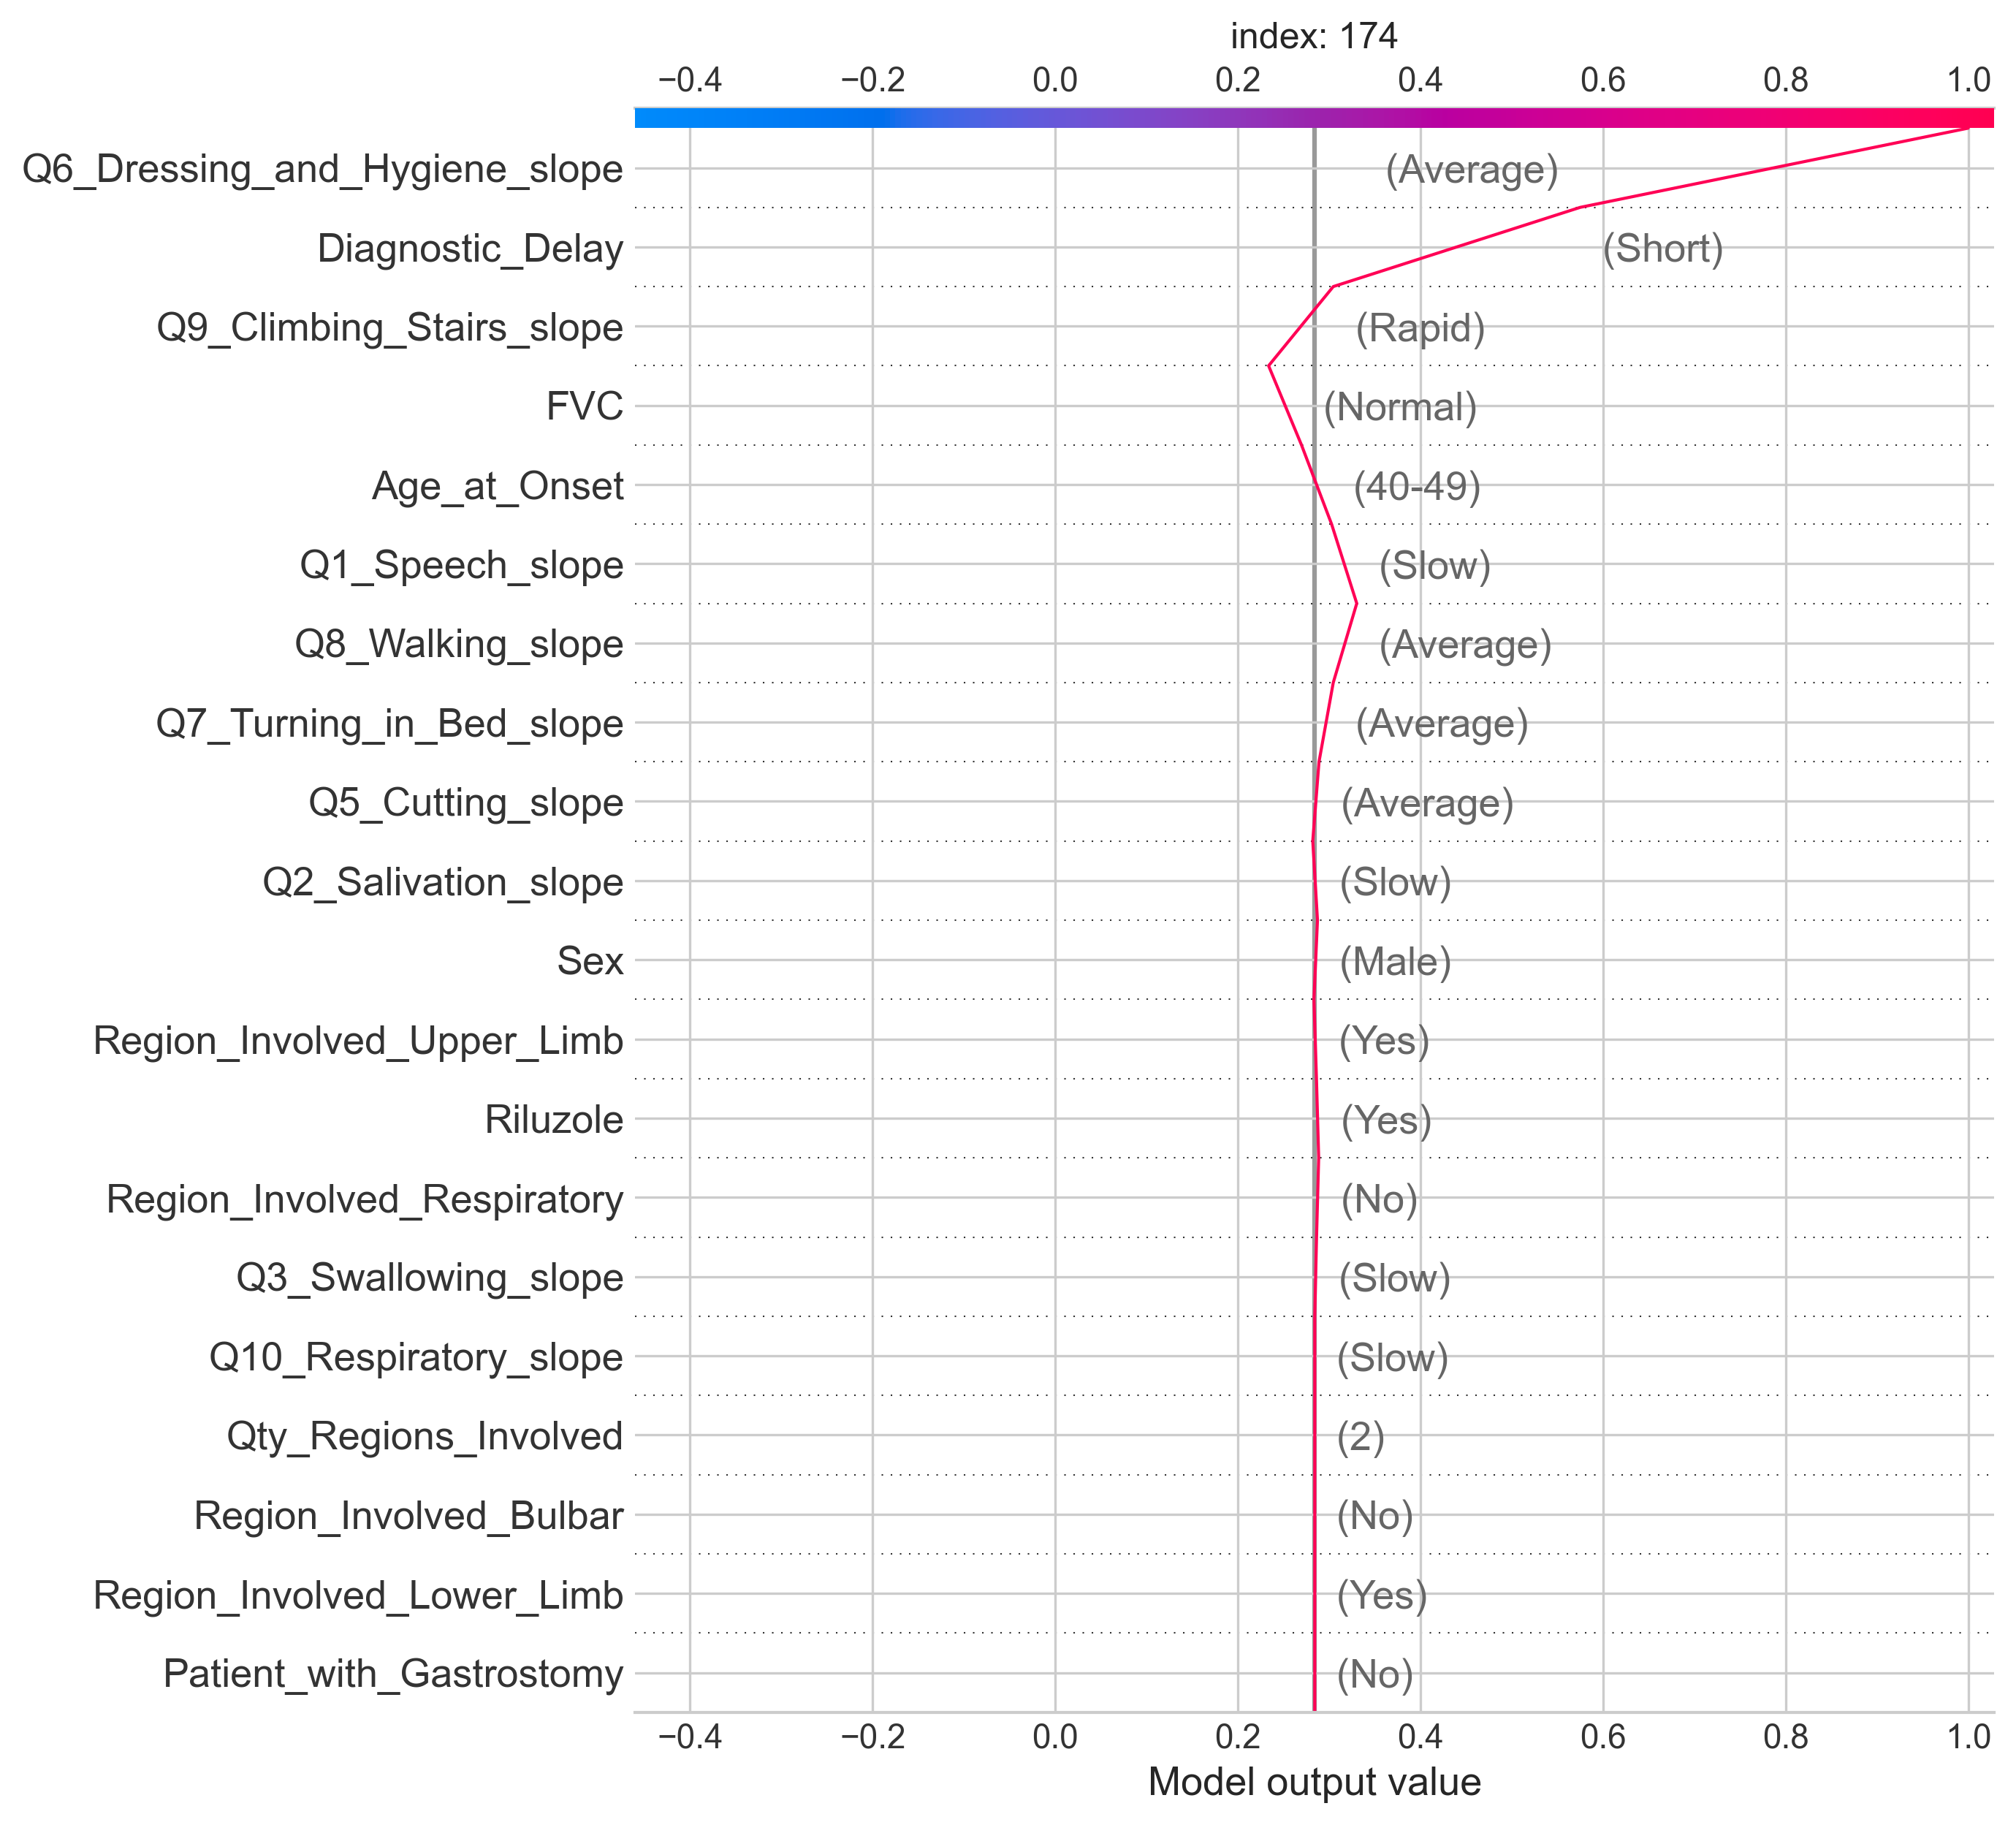 index: 174
−0.4 −0.2 0.0 0.2 0.4 0.6 0.8 1.0
Q6_Dressing_and_Hygiene_slope (Average)
Diagnostic_Delay (Short)
Q9_Climbing_Stairs_slope (Rapid)
FVC (Normal)
Age_at_Onset (40-49)
Q1_Speech_slope (Slow)
Q8_Walking_slope (Average)
Q7_Turning_in_Bed_slope (Average)
Q5_Cutting_slope (Average)
Q2_Salivation_slope (Slow)
Sex (Male)
Region_Involved_Upper_Limb (Yes)
Riluzole (Yes)
Region_Involved_Respiratory (No)
Q3_Swallowing_slope (Slow)
Q10_Respiratory_slope (Slow)
Qty_Regions_Involved (2)
Region_Involved_Bulbar (No)
Region_Involved_Lower_Limb (Yes)
Patient_with_Gastrostomy (No)
−0.4 −0.2 0.0 0.2 0.4 0.6 0.8 1.0
Model output value